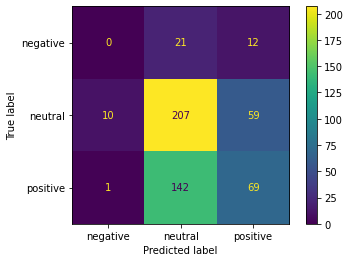 negative
0
21
12
neutral
10
207
59
positive
1
142
69
negative
neutral
positive
Predicted label
True label
200
175
150
125
100
75
50
25
0